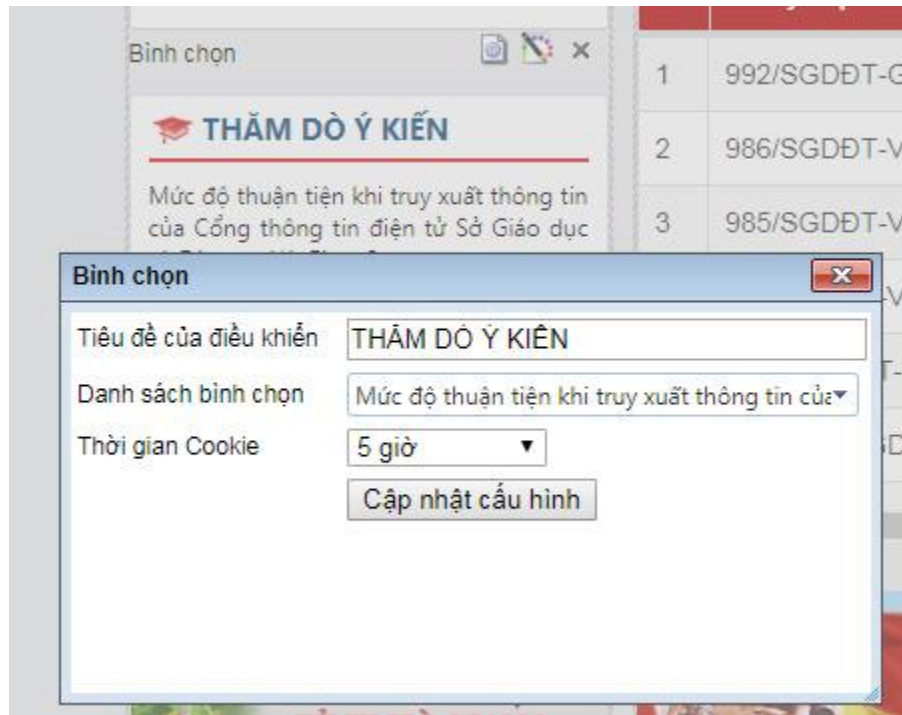 Bình chọn
THĂM DÒ Ý KIẾN
Mức độ thuận tiện khi truy xuất thông tin
của Cổng thông tin điện tử Sở Giáo dục
1 992/SGDĐT-G
2 986/SGDĐT-V
3 985/SGDĐT-V
Bình chọn
Tiêu đề của điều khiển THĂM DÒ Ý KIẾN
Danh sách bình chọn Mức độ thuận tiện khi truy xuất thông tin của
Thời gian Cookie 5 giờ
Cập nhật cấu hình